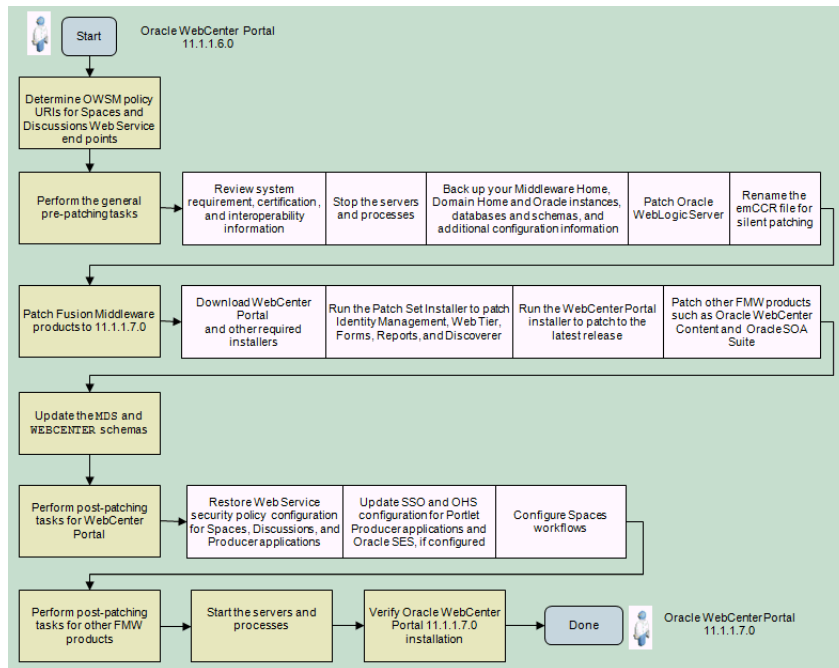 Start
Oracle WebCenter Portal
11.1.1.6.0
Determine OWSM policy
URIs for Spaces and
Discussions Web Service
end points
Perform the general
pre-patching tasks
Review system
requirement, certification,
and interoperability
information
Stop the servers
and processes
Back up your Middleware Home,
Domain Home and Oracle instances,
databases and schemas, and
additional configuration information
Patch Oracle
WebLogic Server
Rename the
emCCR file for
silent patching
Patch Fusion Middleware
products to 11.1.1.7.0
Download WebCenter
Portal
and other required
installers
Run the Patch Set Installer to patch
Identity Management, Web Tier,
Forms, Reports, and Discoverer
Run the WebCenter Portal
installer to patch to the
latest release
Patch other FMW products
such as Oracle WebCenter
Content and Oracle SOA
Suite
Update the MDS and
WEBCENTER schemas
Perform post-patching
tasks for WebCenter
Portal
Restore Web Service
security policy configuration
for Spaces, Discussions, and
Producer applications
Update SSO and OHS
configuration for Portlet
Producer applications and
Oracle SES, if configured
Configure Spaces
workflows
Perform post-patching
tasks for other FMW
products
Start the servers and
processes
Verify Oracle WebCenter
Portal 11.1.1.7.0
installation
Done
Oracle WebCenter Portal
11.1.1.7.0